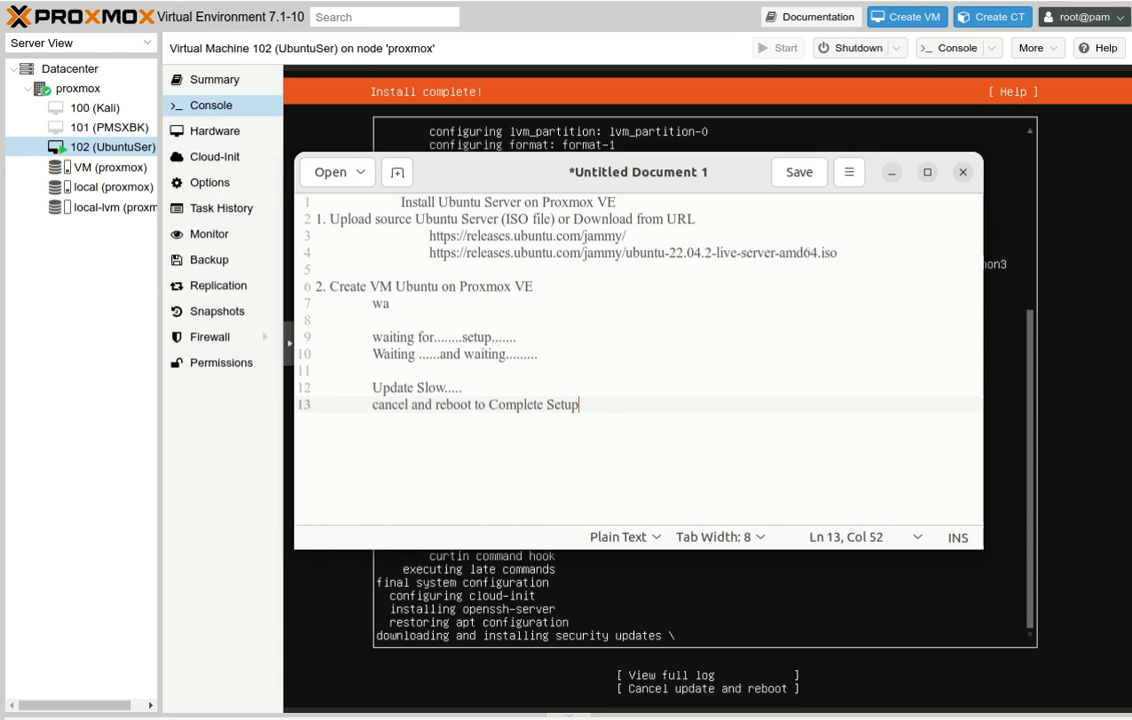 PROXMOX Virtual Environment 7.1-10 Search Documentation Create VM Create CT root@pam
Server View
Virtual Machine 102 (UbuntuSer) on node 'proxmox' Start Shutdown Console More Help
Datacenter
proxmox
100 (Kali)
101 (PMSXBK)
102 (UbuntuSer)
VM (proxmox)
local (proxmox)
local-lvm (proxm
Summary
Console
Hardware
Cloud-Init
Options
Task History
Monitor
Backup
Replication
Snapshots
Firewall
Permissions
Install complete! [ Help ]
configuring lvm_partition: lvm_partition-0
configuring format: format-1
Open *Untitled Document 1 Save
1 Install Ubuntu Server on Proxmox VE
2 1. Upload source Ubuntu Server (ISO file) or Download from URL
3 https://releases.ubuntu.com/jammy/
4 https://releases.ubuntu.com/jammy/ubuntu-22.04.2-live-server-amd64.iso
5
6 2. Create VM Ubuntu on Proxmox VE
7 wa
8
9 waiting for........setup.......
10 Waiting ......and waiting.........
11
12 Update Slow.....
13 cancel and reboot to Complete Setup
Plain Text Tab Width: 8 Ln 13, Col 52 INS
hon3
curtin command hook
executing late commands
final system configuration
configuring cloud-init
installing openssh-server
restoring apt configuration
downloading and installing security updates \
[ View full log ]
[ Cancel update and reboot ]